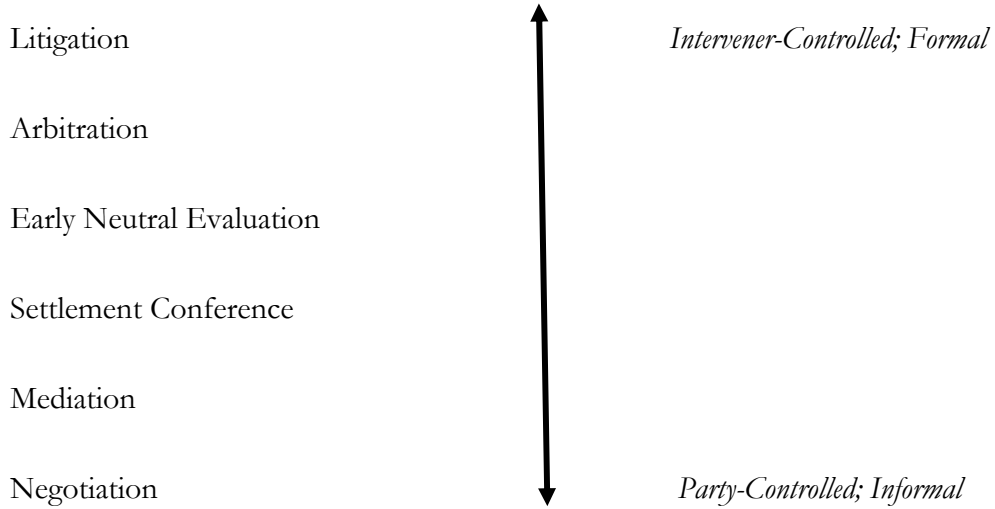 Litigation Intervener-Controlled; Formal
Arbitration
Early Neutral Evaluation
Settlement Conference
Mediation
Negotiation Party-Controlled; Informal